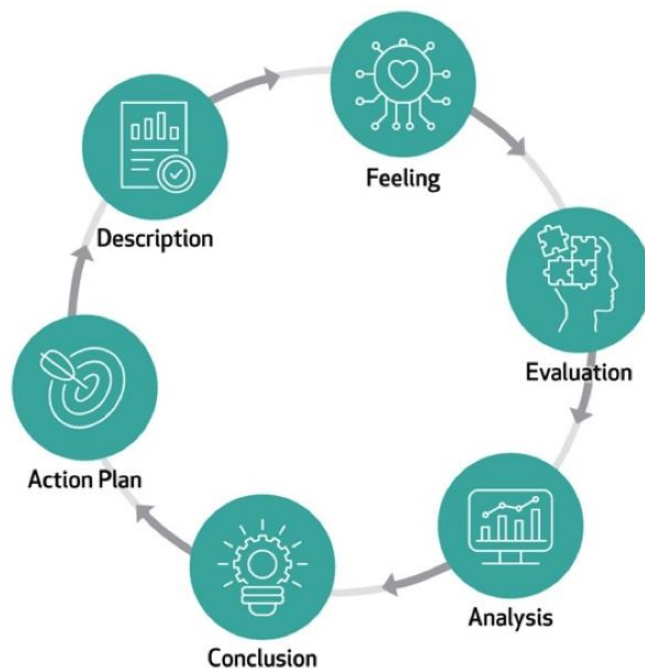 Feeling
Description
Evaluation
Action Plan
Analysis
Conclusion